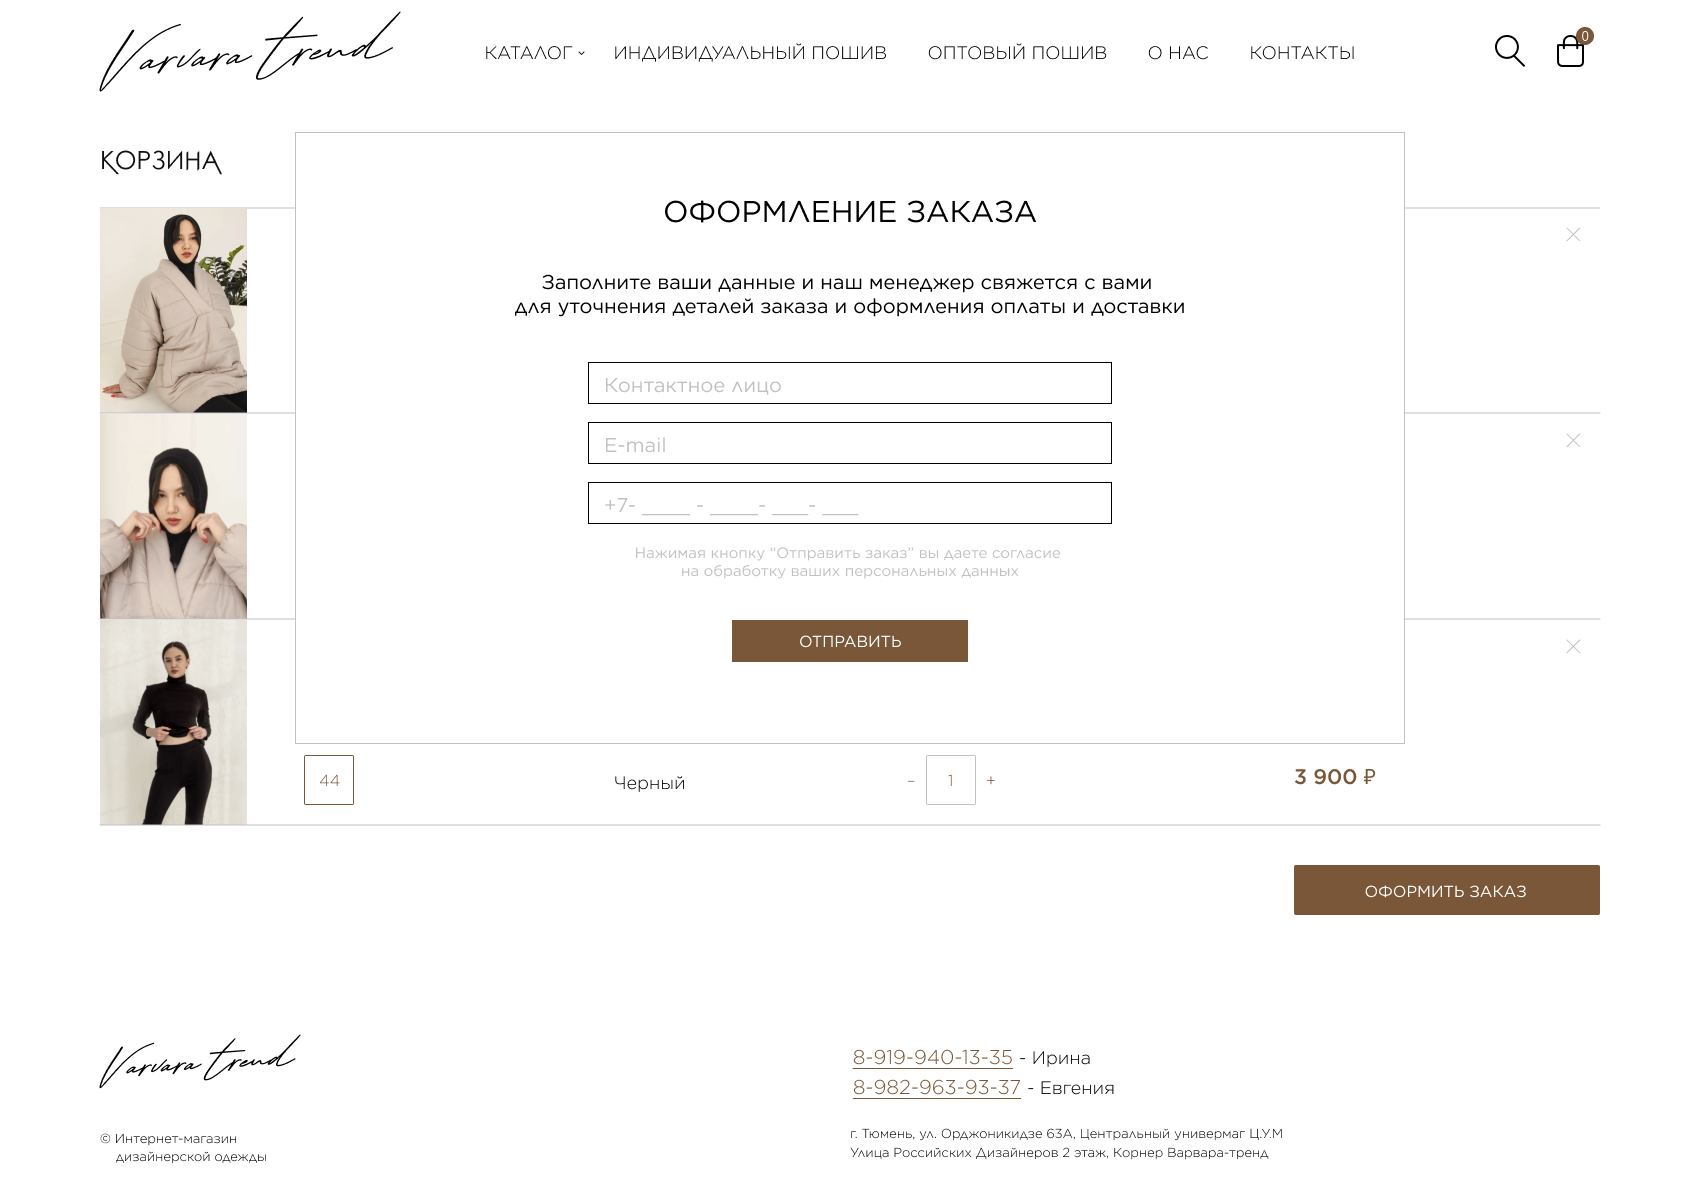 Varvara trend
КАТАЛОГ
ИНДИВИДУАЛЬНЫЙ ПОШИВ
ОПТОВЫЙ ПОШИВ
О НАС
КОНТАКТЫ
0
КОРЗИНА
ОФОРМЛЕНИЕ ЗАКАЗА
Заполните ваши данные и наш менеджер свяжется с вами
для уточнения деталей заказа и оформления оплаты и доставки
Контактное лицо
E-mail
+7- ____ - ____- ___- ___
Нажимая кнопку “Отправить заказ” вы даете согласие
на обработку ваших персональных данных
ОТПРАВИТЬ
44
Черный
– 1 +
3 900 ₽
ОФОРМИТЬ ЗАКАЗ
Varvara trend
8-919-940-13-35 - Ирина
8-982-963-93-37 - Евгения
© Интернет-магазин
дизайнерской одежды
г. Тюмень, ул. Орджоникидзе 63А, Центральный универмаг Ц.У.М
Улица Российских Дизайнеров 2 этаж, Корнер Варвара-тренд